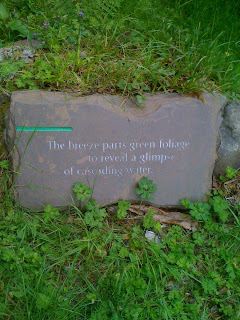 The breeze parts green foliage
to reveal a glimpse
of cascading water.